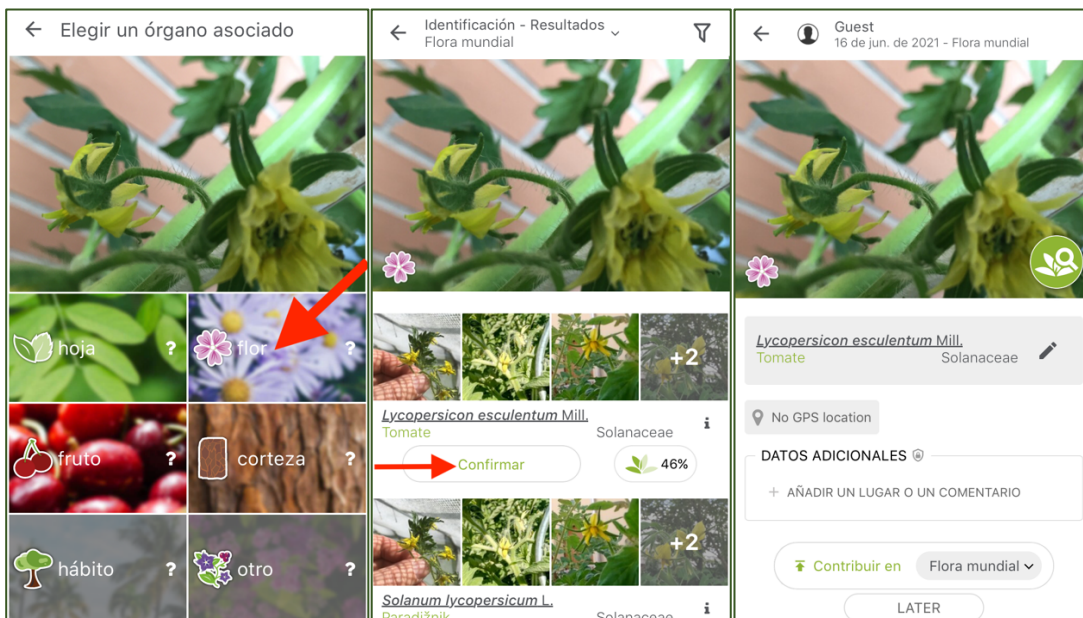 Elegir un órgano asociado
hoja ?
flor ?
fruto ?
corteza ?
hábito ?
otro ?
Identificación - Resultados
Flora mundial
+2
Lycopersicon esculentum Mill.
Tomate Solanaceae
Confirmar 46%
+2
Solanum lycopersicum L.
Paradižnik Solanaceae
Guest
16 de jun. de 2021 - Flora mundial
Lycopersicon esculentum Mill.
Tomate Solanaceae
No GPS location
DATOS ADICIONALES
+ AÑADIR UN LUGAR O UN COMENTARIO
Contribuir en Flora mundial
LATER